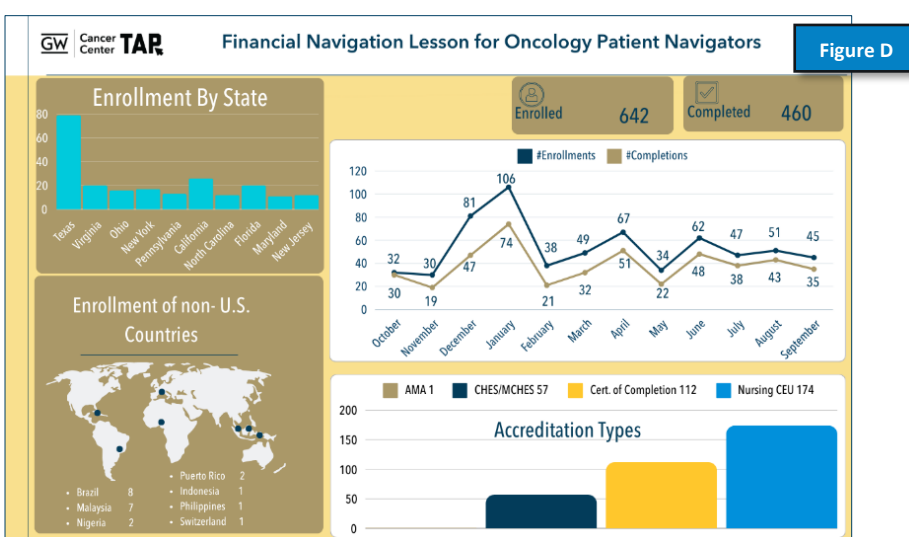 GW Cancer Center TAP
Financial Navigation Lesson for Oncology Patient Navigators
Figure D
Enrollment By State
80
60
40
20
0
Texas
Virginia
Ohio
New York
Pennsylvania
California
North Carolina
Florida
Maryland
New Jersey
Enrolled 642
Completed 460
#Enrollments #Completions
120
100
80
60
40
20
0
32 30 81 106 38 49 67 34 62 47 51 45
30 19 47 74 21 32 51 22 48 38 43 35
October
November
December
January
February
March
April
May
June
July
August
September
Enrollment of non- U.S.
Countries
• Brazil 8
• Malaysia 7
• Nigeria 2
• Puerto Rico 2
• Indonesia 1
• Philippines 1
• Switzerland 1
AMA 1 CHES/MCHES 57 Cert. of Completion 112 Nursing CEU 174
Accreditation Types
200
150
100
50
0